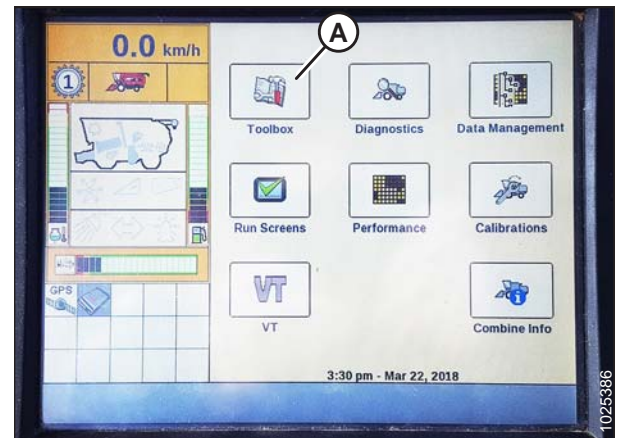 A
0.0 km/h
1
Toolbox
Diagnostics
Data Management
Run Screens
Performance
Calibrations
GPS
VT
VT
Combine Info
3:30 pm - Mar 22, 2018
1025386